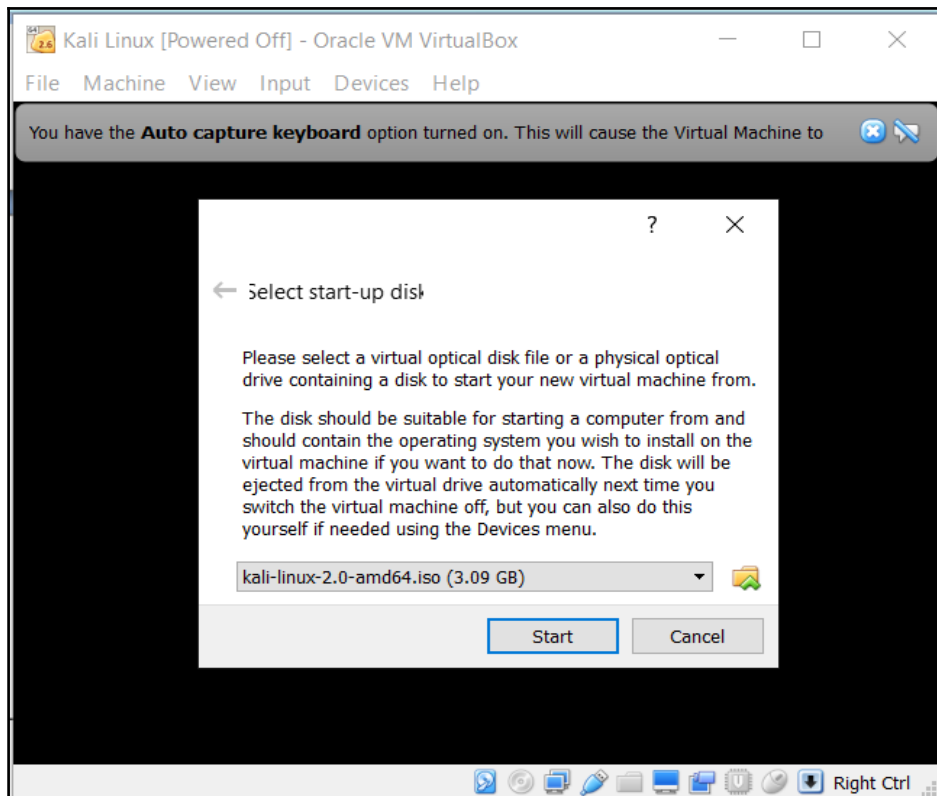 Kali Linux [Powered Off] - Oracle VM VirtualBox
File Machine View Input Devices Help
You have the Auto capture keyboard option turned on. This will cause the Virtual Machine to
?
Select start-up disk
Please select a virtual optical disk file or a physical optical
drive containing a disk to start your new virtual machine from.
The disk should be suitable for starting a computer from and
should contain the operating system you wish to install on the
virtual machine if you want to do that now. The disk will be
ejected from the virtual drive automatically next time you
switch the virtual machine off, but you can also do this
yourself if needed using the Devices menu.
kali-linux-2.0-amd64.iso (3.09 GB)
Start Cancel
Right Ctrl